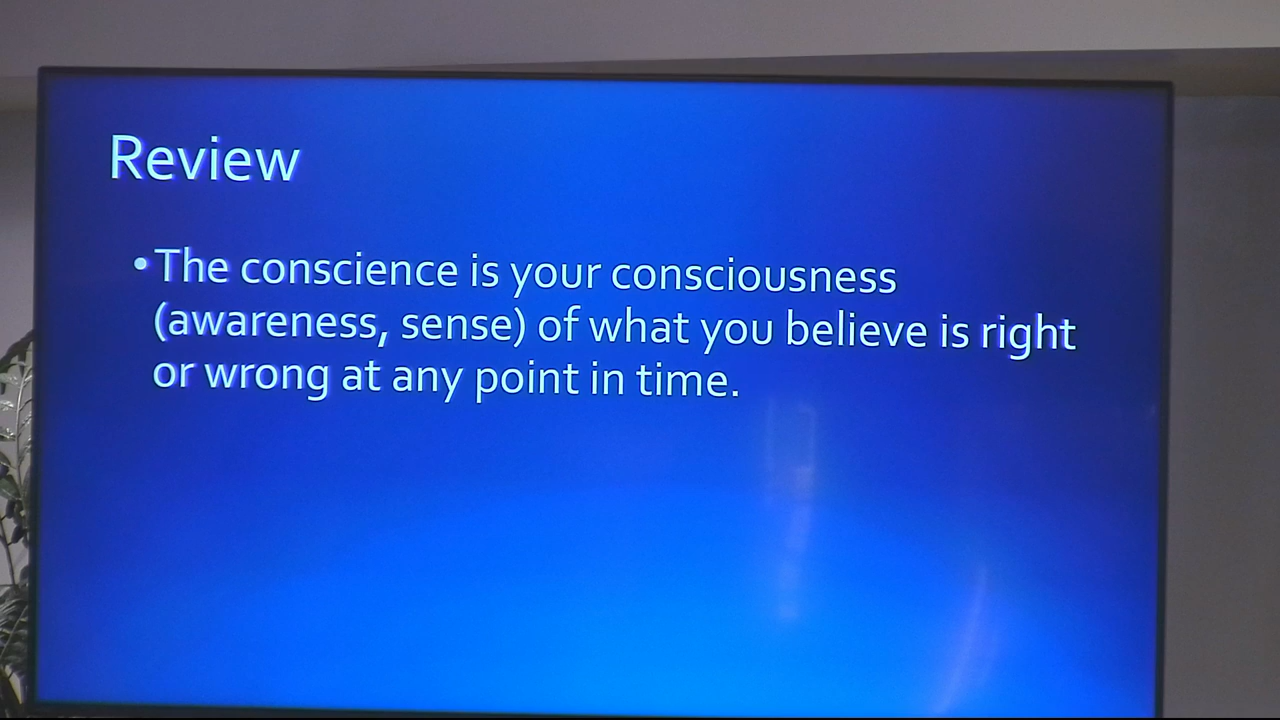 Review
•The conscience is your consciousness
(awareness, sense) of what you believe is right
or wrong at any point in time.